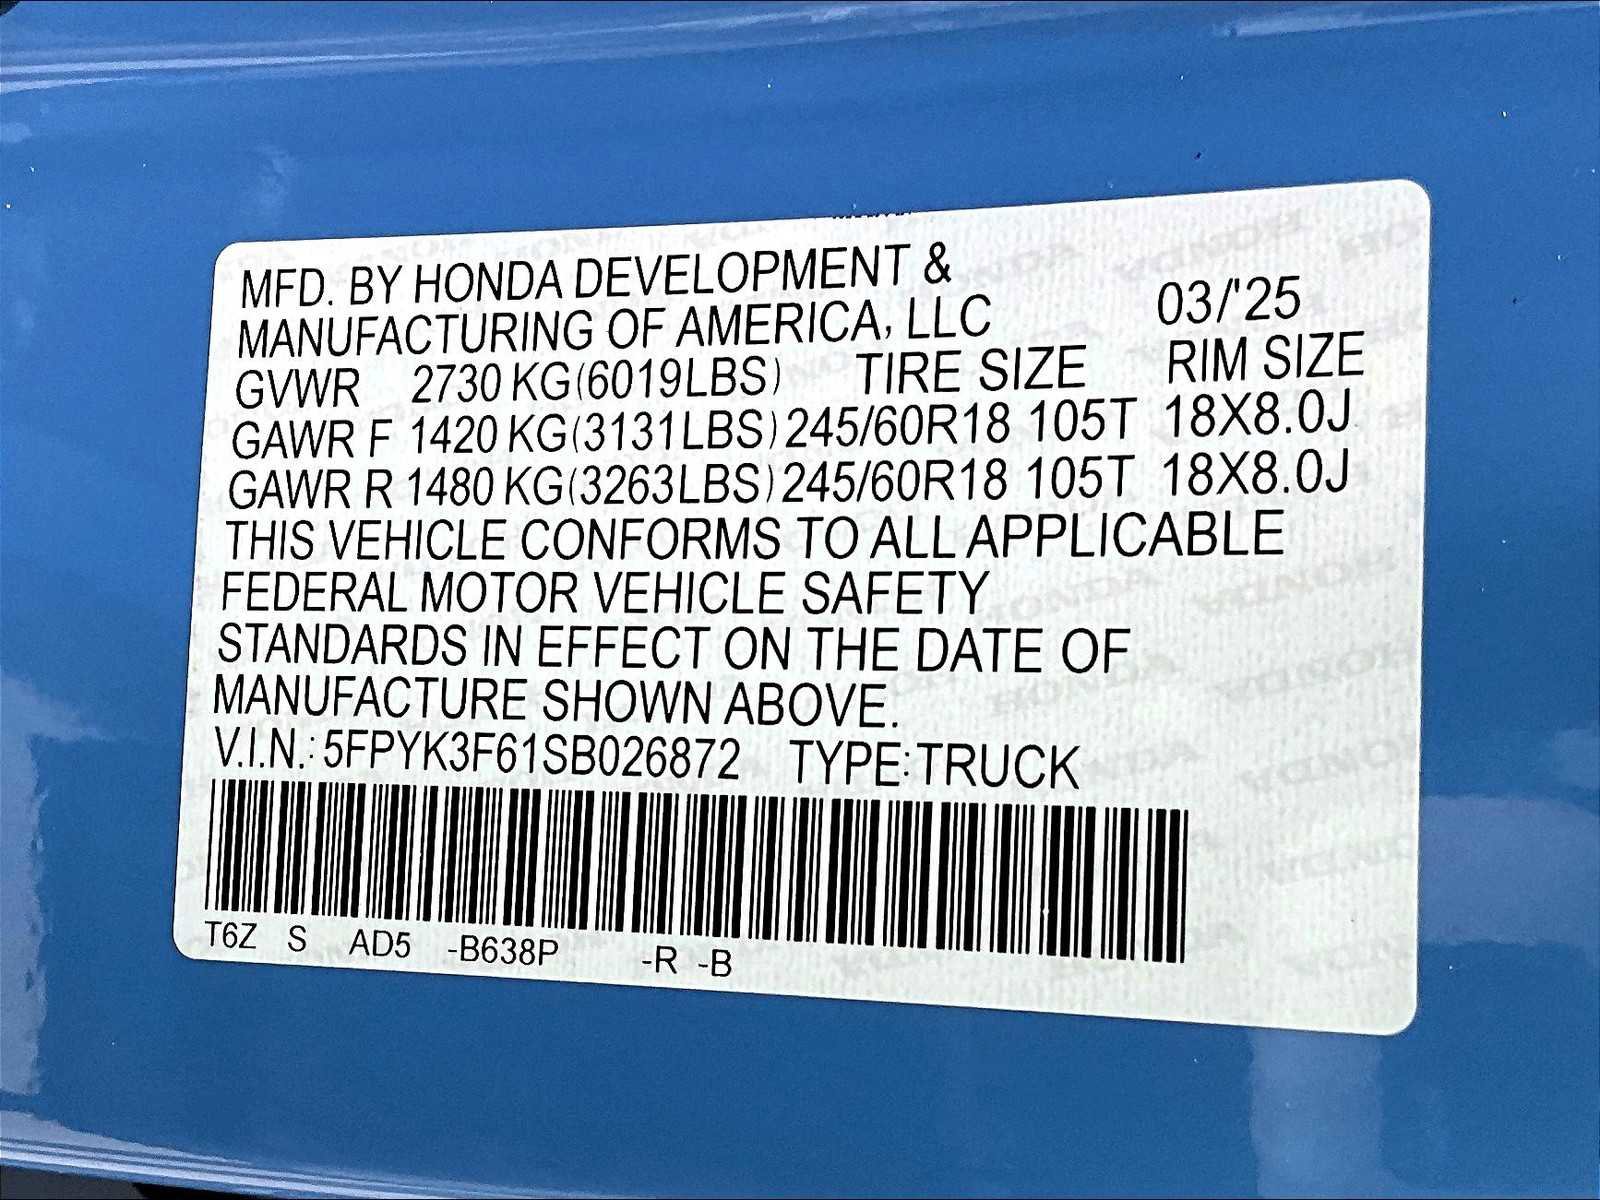 MFD. BY HONDA DEVELOPMENT &
MANUFACTURING OF AMERICA, LLC 03/'25
GVWR 2730 KG(6019LBS) TIRE SIZE RIM SIZE
GAWR F 1420 KG(3131LBS) 245/60R18 105T 18X8.0J
GAWR R 1480 KG(3263LBS) 245/60R18 105T 18X8.0J
THIS VEHICLE CONFORMS TO ALL APPLICABLE
FEDERAL MOTOR VEHICLE SAFETY
STANDARDS IN EFFECT ON THE DATE OF
MANUFACTURE SHOWN ABOVE.
V.I.N.: 5FPYK3F61SB026872 TYPE: TRUCK
T6Z S AD5 -B638P -R -B